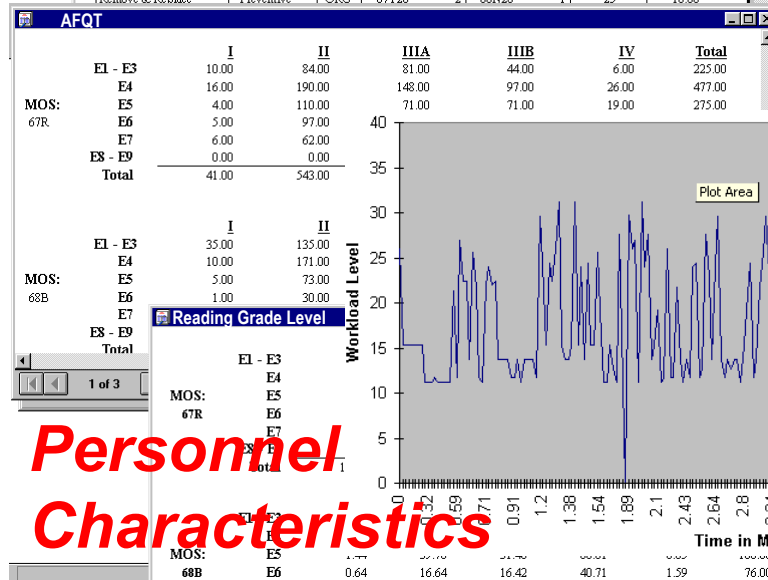 AFQT
I II IIIA IIIB IV Total
E1 - E3 10.00 84.00 81.00 44.00 6.00 225.00
E4 16.00 190.00 148.00 97.00 26.00 477.00
MOS: E5 4.00 110.00 71.00 71.00 19.00 275.00
67R E6 5.00 97.00
E7 6.00 62.00
E8 - E9 0.00 0.00
Total 41.00 543.00
I II
E1 - E3 35.00 135.00
E4 10.00 171.00
MOS: E5 5.00 73.00
68B E6 1.00 30.00
E7
E8 - E9
Total
1 of 3
Reading Grade Level
E1 - E3
E4
MOS: E5
67R E6
E7
MOS: E5
68B E6 0.64 16.64 16.42 40.71 1.59 76.00
40
35
30
25
20
15
10
5
0
Workload Level
Plot Area
0 0.32 0.59 0.71 0.91 1.2 1.38 1.54 1.89 2.1 2.43 2.64 2.8
Time in M
Personnel
Characteristics